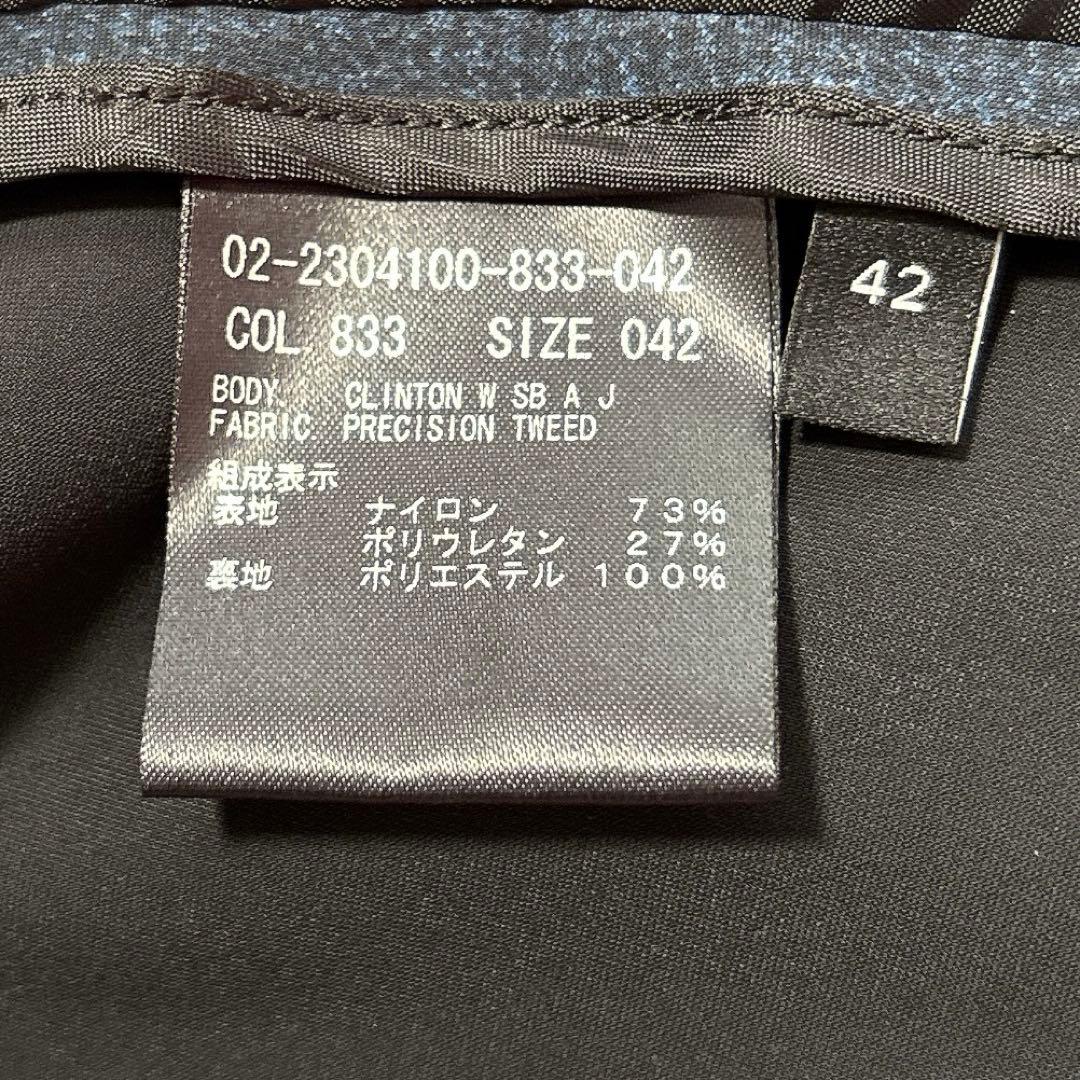 02-2304100-833-042
COL 833 SIZE 042
BODY. CLINTON W SB A J
FABRIC. PRECISION TWEED
組成表示
表地 ナイロン 73%
ポリウレタン 27%
裏地 ポリエステル 100%
42